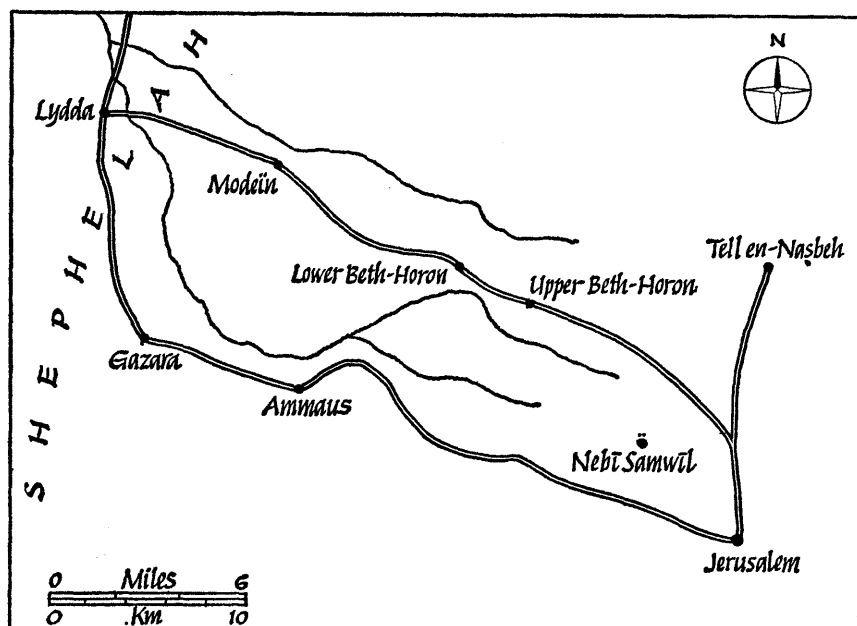 N
Lydda
Modeïn
Lower Beth-Horon
Upper Beth-Horon
Tell en-Naṣbeh
Gazara
Ammaus
Nebī Samwīl
Jerusalem
SHEPHELAH
0 Miles 6
0 .Km 10